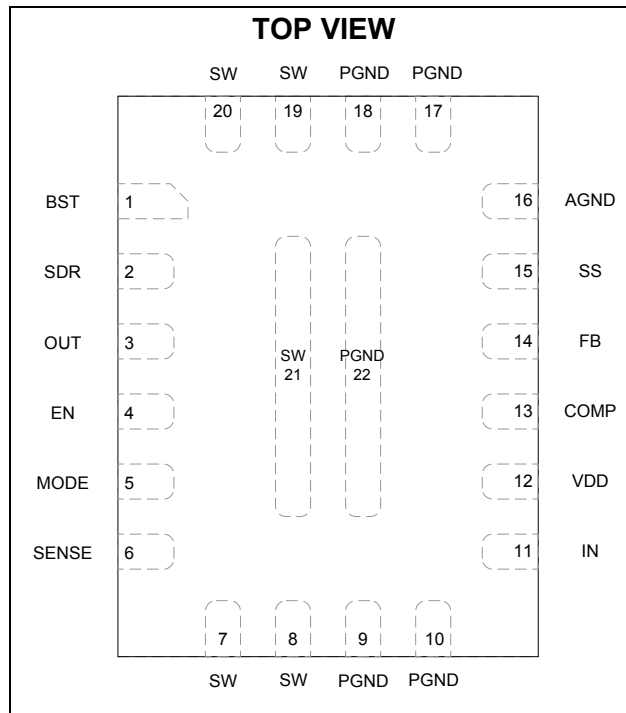 TOP VIEW
SW SW PGND PGND
20 19 18 17
BST 1 16 AGND
SDR 2 15 SS
OUT 3 14 FB
SW PGND
21 22
EN 4 13 COMP
MODE 5 12 VDD
SENSE 6 11 IN
7 8 9 10
SW SW PGND PGND